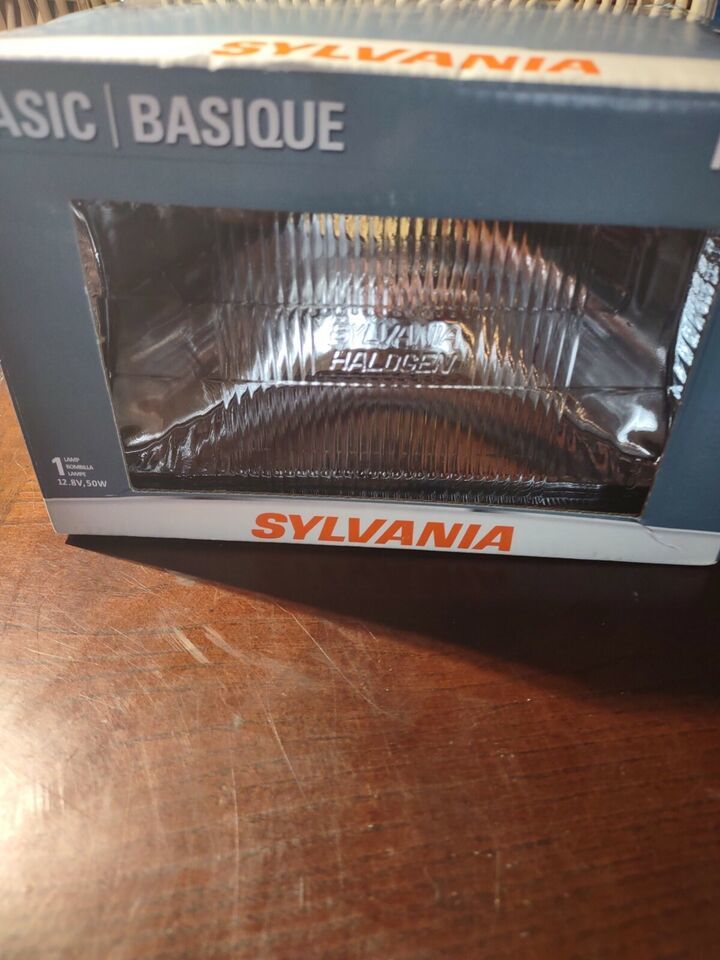 SYLVANIA
ASIC | BASIQUE
SYLVANIA
HALOGEN
1 LAMP
BOMBILLA
LAMPE
12.8V, 50W
SYLVANIA